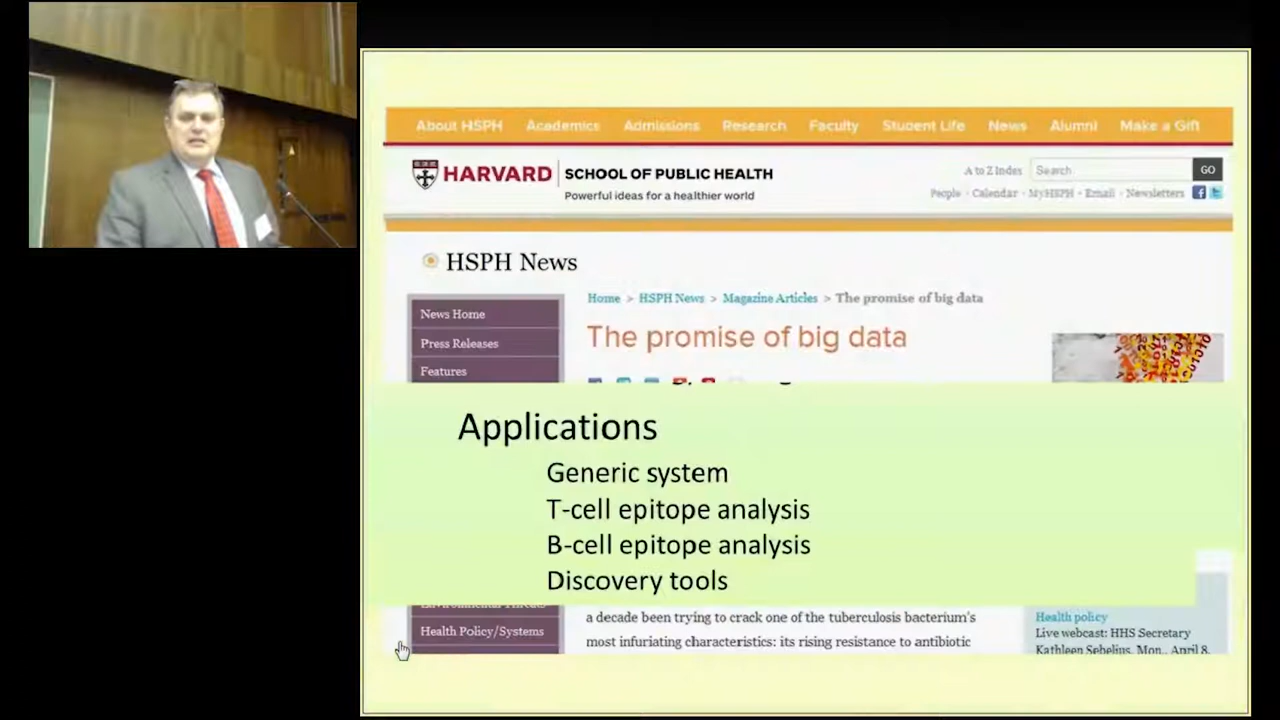 About HSPH Academics Admissions Research Faculty Student Life News Alumni Make a Gift
HARVARD SCHOOL OF PUBLIC HEALTH
Powerful ideas for a healthier world
A to Z Index Search GO
People · Calendar · MyHSPH · Email · Newsletters
HSPH News
News Home
Press Releases
Features
Home > HSPH News > Magazine Articles > The promise of big data
The promise of big data
Applications
Generic system
T-cell epitope analysis
B-cell epitope analysis
Discovery tools
Environmental Threats
Health Policy/Systems
a decade been trying to crack one of the tuberculosis bacterium's
most infuriating characteristics: its rising resistance to antibiotic
Health policy
Live webcast: HHS Secretary
Kathleen Sebelius, Mon., April 8,